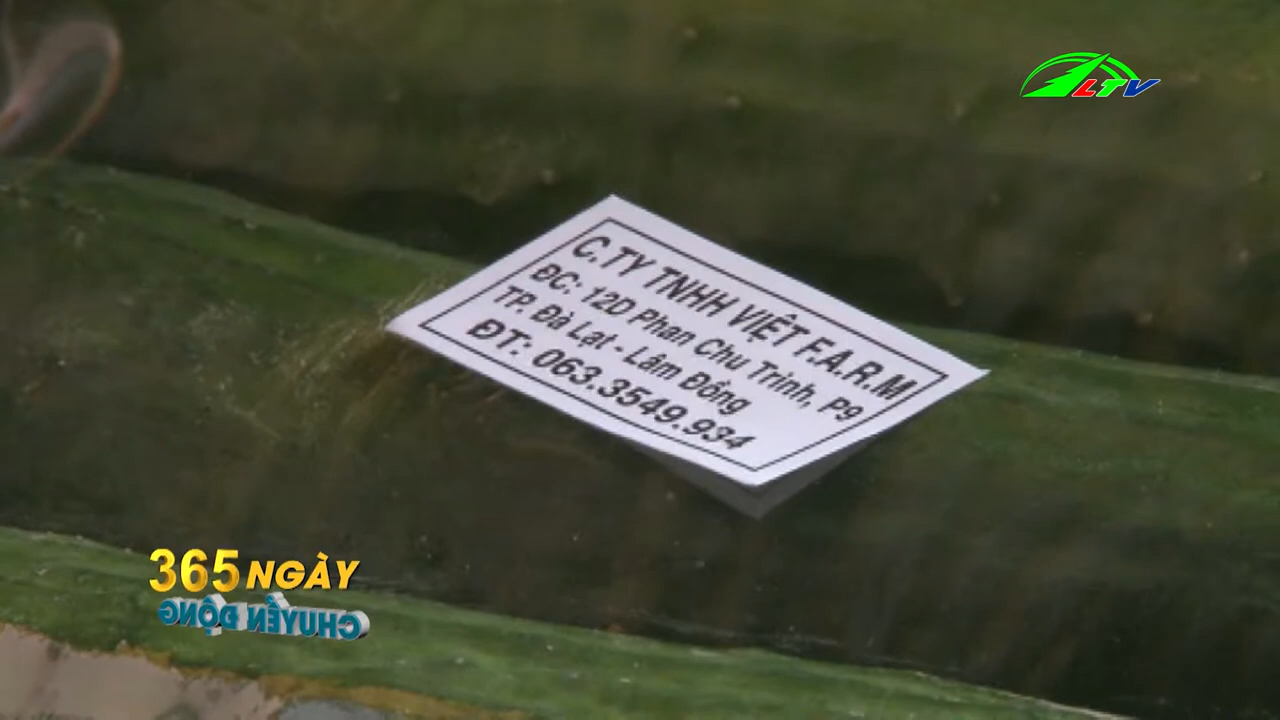 LTV
C.TY TNHH VIỆT F.A.R.M
ĐC: 12D Phan Chu Trinh, P9
TP. Đà Lạt - Lâm Đồng
ĐT: 063.3549.934
365 NGÀY
CHUYỂN ĐỘNG